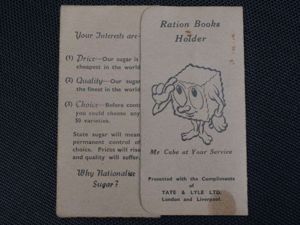 Your Interests are-
(1) Price—Our sugar is
cheapest in the world
(2) Quality—Our sugar
the finest in the world
(3) Choice—Before cont
you could choose any
50 varieties.
State sugar will mean
permanent control of
choice. Prices will rise
and quality will suffer.
Why Nationalise
Sugar?
Ration Books
Holder
Mr Cube at Your Service
Presented with the Compliments
of
TATE & LYLE LTD.
London and Liverpool.